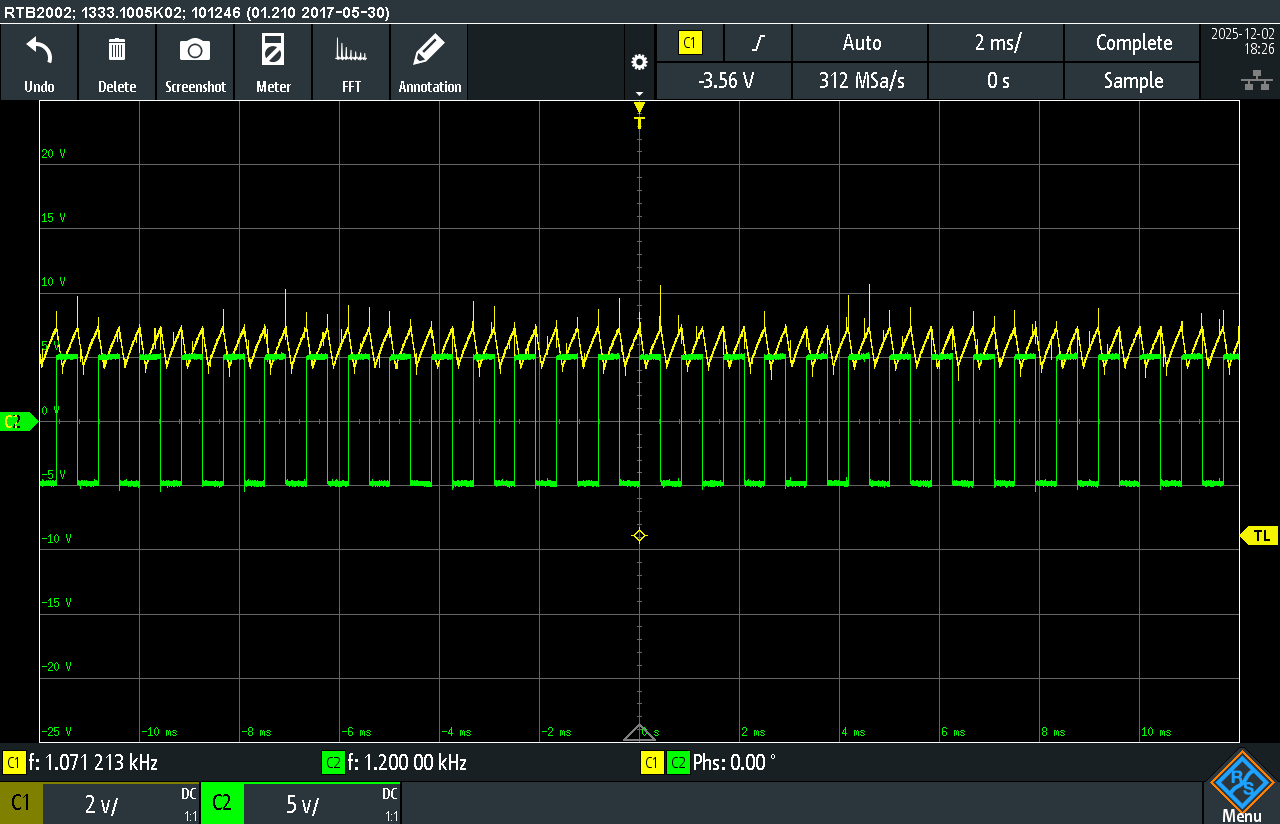 RTB2002; 1333.1005K02; 101246 (01.210 2017-05-30)
Undo
Delete
Screenshot
Meter
FFT
Annotation
C1
Auto
2 ms/
Complete
-3.56 V
312 MSa/s
0 s
Sample
2025-12-02
18:26
T
20 V
15 V
10 V
5 V
0 V
-5 V
-10 V
-15 V
-20 V
-25 V
C2
TL
-10 ms
-8 ms
-6 ms
-4 ms
-2 ms
0 s
2 ms
4 ms
6 ms
8 ms
10 ms
C1 f: 1.071 213 kHz
C2 f: 1.200 00 kHz
C1 C2 Phs: 0.00 °
C1
2 V/
DC
1:1
C2
5 V/
DC
1:1
R S
Menu